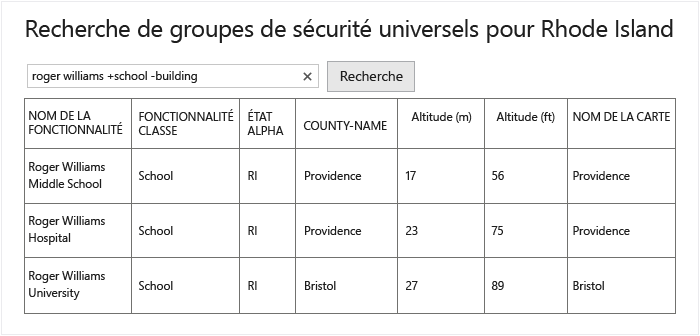 Recherche de groupes de sécurité universels pour Rhode Island
roger williams +school -building × Recherche
NOM DE LA FONCTIONNALITÉ FONCTIONNALITÉ CLASSE ÉTAT ALPHA COUNTY-NAME Altitude (m) Altitude (ft) NOM DE LA CARTE
Roger Williams Middle School School RI Providence 17 56 Providence
Roger Williams Hospital School RI Providence 23 75 Providence
Roger Williams University School RI Bristol 27 89 Bristol